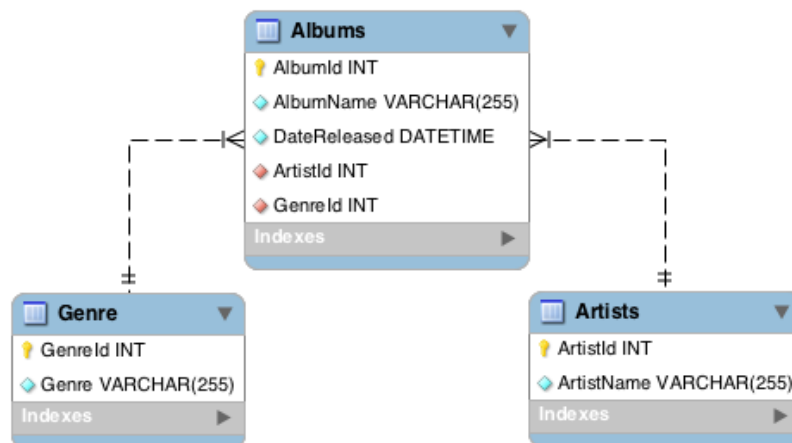 Albums
AlbumId INT
AlbumName VARCHAR(255)
DateReleased DATETIME
ArtistId INT
GenreId INT
Indexes
Genre
GenreId INT
Genre VARCHAR(255)
Indexes
Artists
ArtistId INT
ArtistName VARCHAR(255)
Indexes